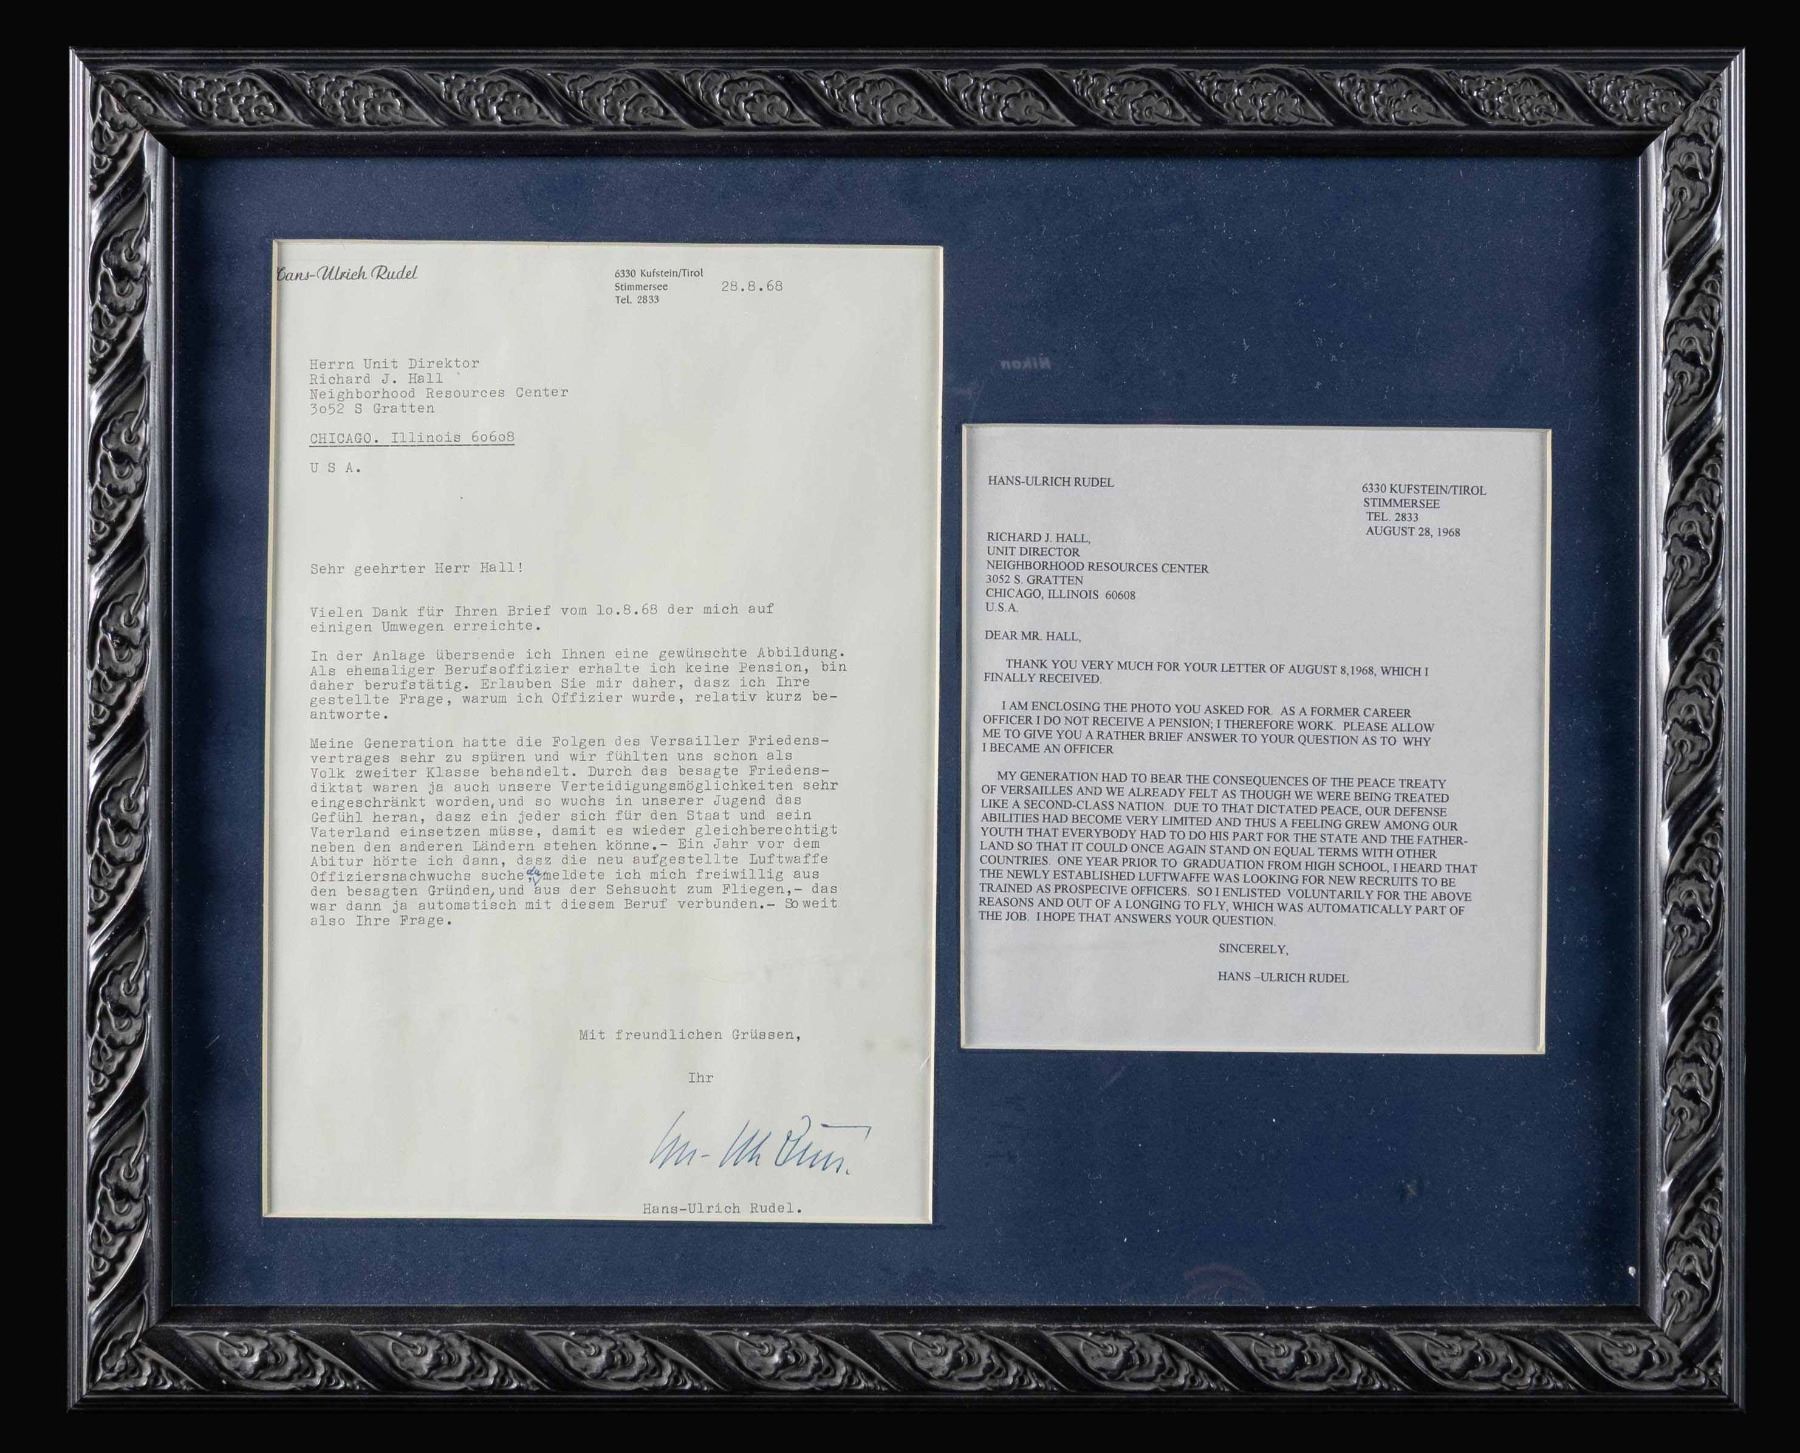 Hans-Ulrich Rudel
6330 Kufstein/Tirol
Stimmersee 28.8.68
Tel. 2833
Herrn Unit Direktor
Richard J. Hall
Neighborhood Resources Center
3o52 S Gratten
CHICAGO. Illinois 6o6o8
U S A.
Sehr geehrter Herr Hall!
Vielen Dank für Ihren Brief vom 1o.8.68 der mich auf
einigen Umwegen erreichte.
In der Anlage übersende ich Ihnen eine gewünschte Abbildung.
Als ehemaliger Berufsoffizier erhalte ich keine Pension, bin
daher berufstätig. Erlauben Sie mir daher, dasz ich Ihre
gestellte Frage, warum ich Offizier wurde, relativ kurz be-
antworte.
Meine Generation hatte die Folgen des Versailler Friedens-
vertrages sehr zu spüren und wir fühlten uns schon als
Volk zweiter Klasse behandelt. Durch das besagte Friedens-
diktat waren ja auch unsere Verteidigungsmöglichkeiten sehr
eingeschränkt worden, und so wuchs in unserer Jugend das
Gefühl heran, dasz ein jeder sich für den Staat und sein
Vaterland einsetzen müsse, damit es wieder gleichberechtigt
neben den anderen Ländern stehen könne.- Ein Jahr vor dem
Abitur hörte ich dann, dasz die neu aufgestellte Luftwaffe
Offiziersnachwuchs suche, da meldete ich mich freiwillig aus
den besagten Gründen, und aus der Sehsucht zum Fliegen,- das
war dann ja automatisch mit diesem Beruf verbunden.- Soweit
also Ihre Frage.
Mit freundlichen Grüssen,
Ihr
Hans-Ulrich Rudel.
Nikon
HANS-ULRICH RUDEL
6330 KUFSTEIN/TIROL
STIMMERSEE
TEL. 2833
AUGUST 28, 1968
RICHARD J. HALL,
UNIT DIRECTOR
NEIGHBORHOOD RESOURCES CENTER
3052 S. GRATTEN
CHICAGO, ILLINOIS 60608
U.S.A.
DEAR MR. HALL,
THANK YOU VERY MUCH FOR YOUR LETTER OF AUGUST 8,1968, WHICH I
FINALLY RECEIVED.
I AM ENCLOSING THE PHOTO YOU ASKED FOR. AS A FORMER CAREER
OFFICER I DO NOT RECEIVE A PENSION; I THEREFORE WORK. PLEASE ALLOW
ME TO GIVE YOU A RATHER BRIEF ANSWER TO YOUR QUESTION AS TO WHY
I BECAME AN OFFICER
MY GENERATION HAD TO BEAR THE CONSEQUENCES OF THE PEACE TREATY
OF VERSAILLES AND WE ALREADY FELT AS THOUGH WE WERE BEING TREATED
LIKE A SECOND-CLASS NATION. DUE TO THAT DICTATED PEACE, OUR DEFENSE
ABILITIES HAD BECOME VERY LIMITED AND THUS A FEELING GREW AMONG OUR
YOUTH THAT EVERYBODY HAD TO DO HIS PART FOR THE STATE AND THE FATHER-
LAND SO THAT IT COULD ONCE AGAIN STAND ON EQUAL TERMS WITH OTHER
COUNTRIES. ONE YEAR PRIOR TO GRADUATION FROM HIGH SCHOOL, I HEARD THAT
THE NEWLY ESTABLISHED LUFTWAFFE WAS LOOKING FOR NEW RECRUITS TO BE
TRAINED AS PROSPECIVE OFFICERS. SO I ENLISTED VOLUNTARILY FOR THE ABOVE
REASONS AND OUT OF A LONGING TO FLY, WHICH WAS AUTOMATICALLY PART OF
THE JOB. I HOPE THAT ANSWERS YOUR QUESTION.
SINCERELY,
HANS –ULRICH RUDEL